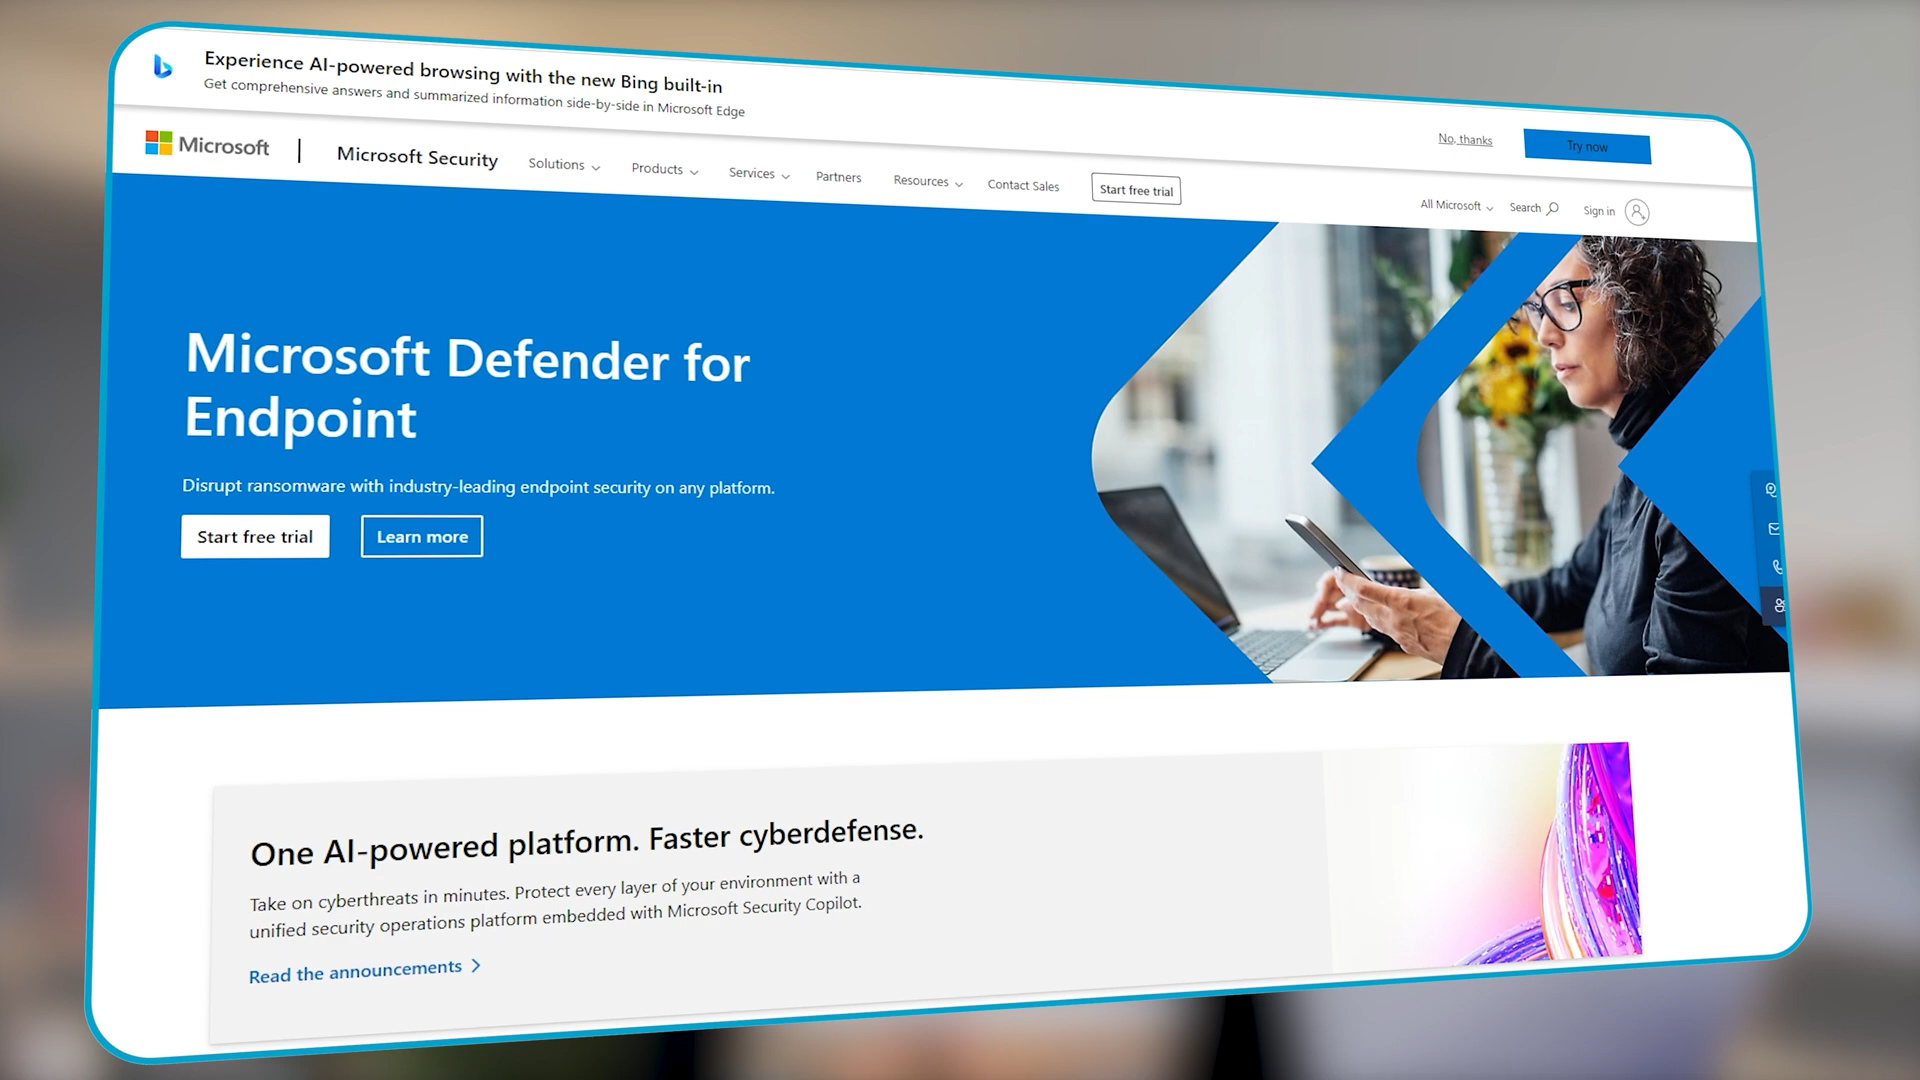 Experience AI-powered browsing with the new Bing built-in
Get comprehensive answers and summarized information side-by-side in Microsoft Edge
No, thanks
Try now
Microsoft
Microsoft Security
Solutions
Products
Services
Partners
Resources
Contact Sales
Start free trial
All Microsoft
Search
Sign in
Microsoft Defender for
Endpoint
Disrupt ransomware with industry-leading endpoint security on any platform.
Start free trial
Learn more
One AI-powered platform. Faster cyberdefense.
Take on cyberthreats in minutes. Protect every layer of your environment with a
unified security operations platform embedded with Microsoft Security Copilot.
Read the announcements